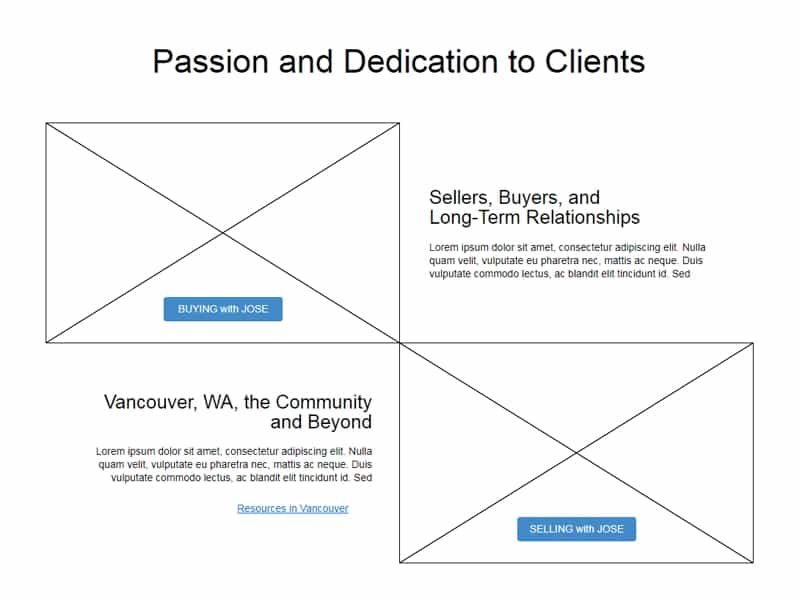 Passion and Dedication to Clients
Sellers, Buyers, and
Long-Term Relationships
Lorem ipsum dolor sit amet, consectetur adipiscing elit. Nulla
quam velit, vulputate eu pharetra nec, mattis ac neque. Duis
vulputate commodo lectus, ac blandit elit tincidunt id. Sed
BUYING with JOSE
Vancouver, WA, the Community
and Beyond
Lorem ipsum dolor sit amet, consectetur adipiscing elit. Nulla
quam velit, vulputate eu pharetra nec, mattis ac neque. Duis
vulputate commodo lectus, ac blandit elit tincidunt id. Sed
Resources in Vancouver
SELLING with JOSE